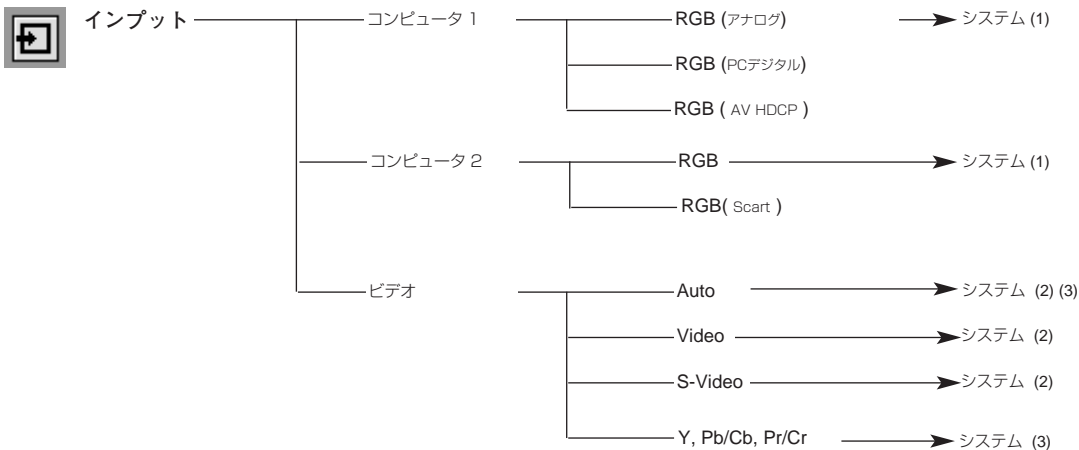 インプット コンピュータ 1 RGB (アナログ) システム (1)
RGB (PCデジタル)
RGB ( AV HDCP )
コンピュータ 2 RGB システム (1)
RGB( Scart )
ビデオ Auto システム (2) (3)
Video システム (2)
S-Video システム (2)
Y, Pb/Cb, Pr/Cr システム (3)